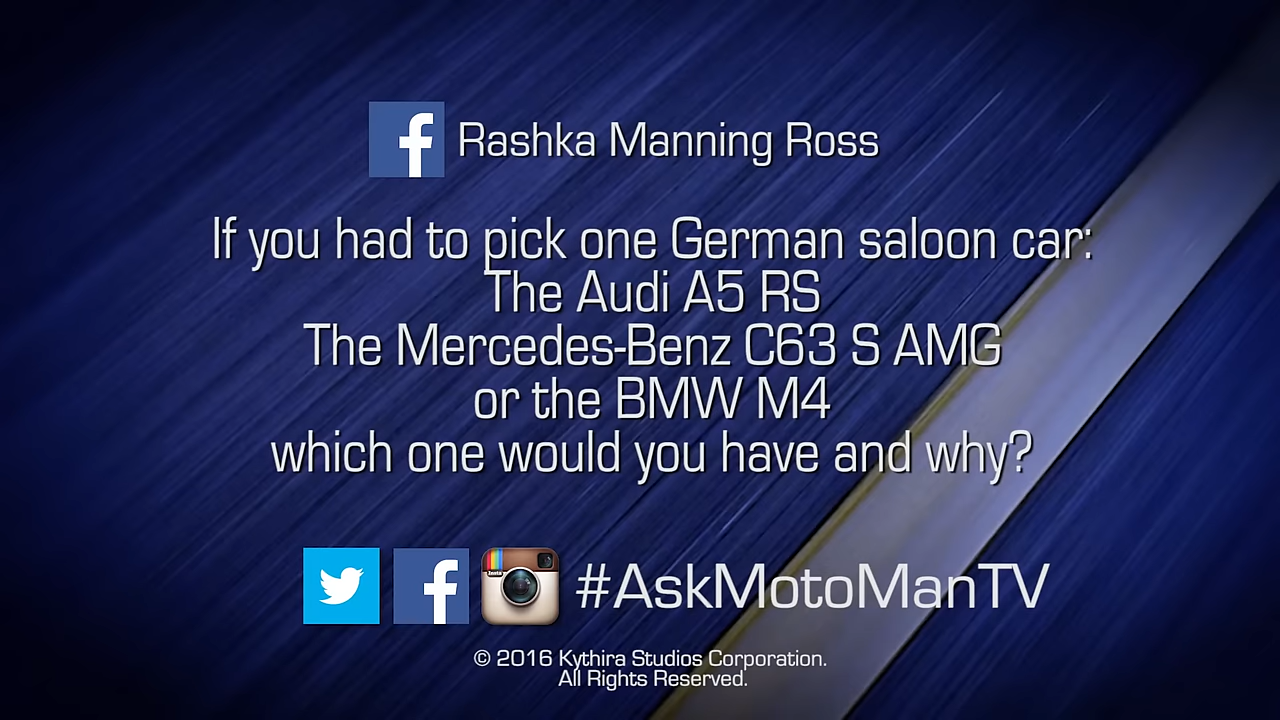 Rashka Manning Ross
If you had to pick one German saloon car:
The Audi A5 RS
The Mercedes-Benz C63 S AMG
or the BMW M4
which one would you have and why?
#AskMotoManTV
© 2016 Kythira Studios Corporation.
All Rights Reserved.